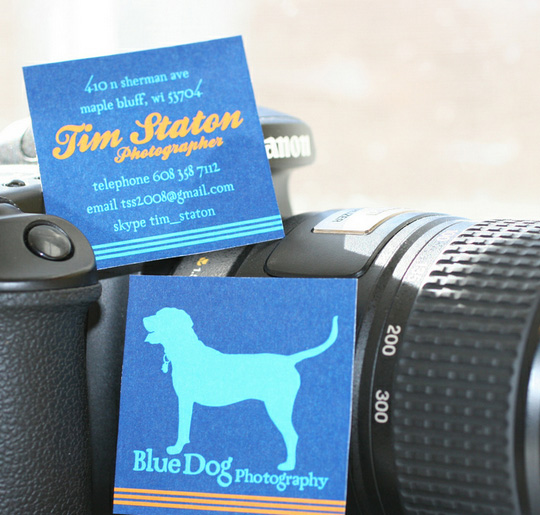 410 n sherman ave
maple bluff, wi 53704
Tim Staton
Photographer
telephone 608 358 7112
email tss2008@gmail.com
skype tim_staton
Canon
200
300
Blue Dog Photography